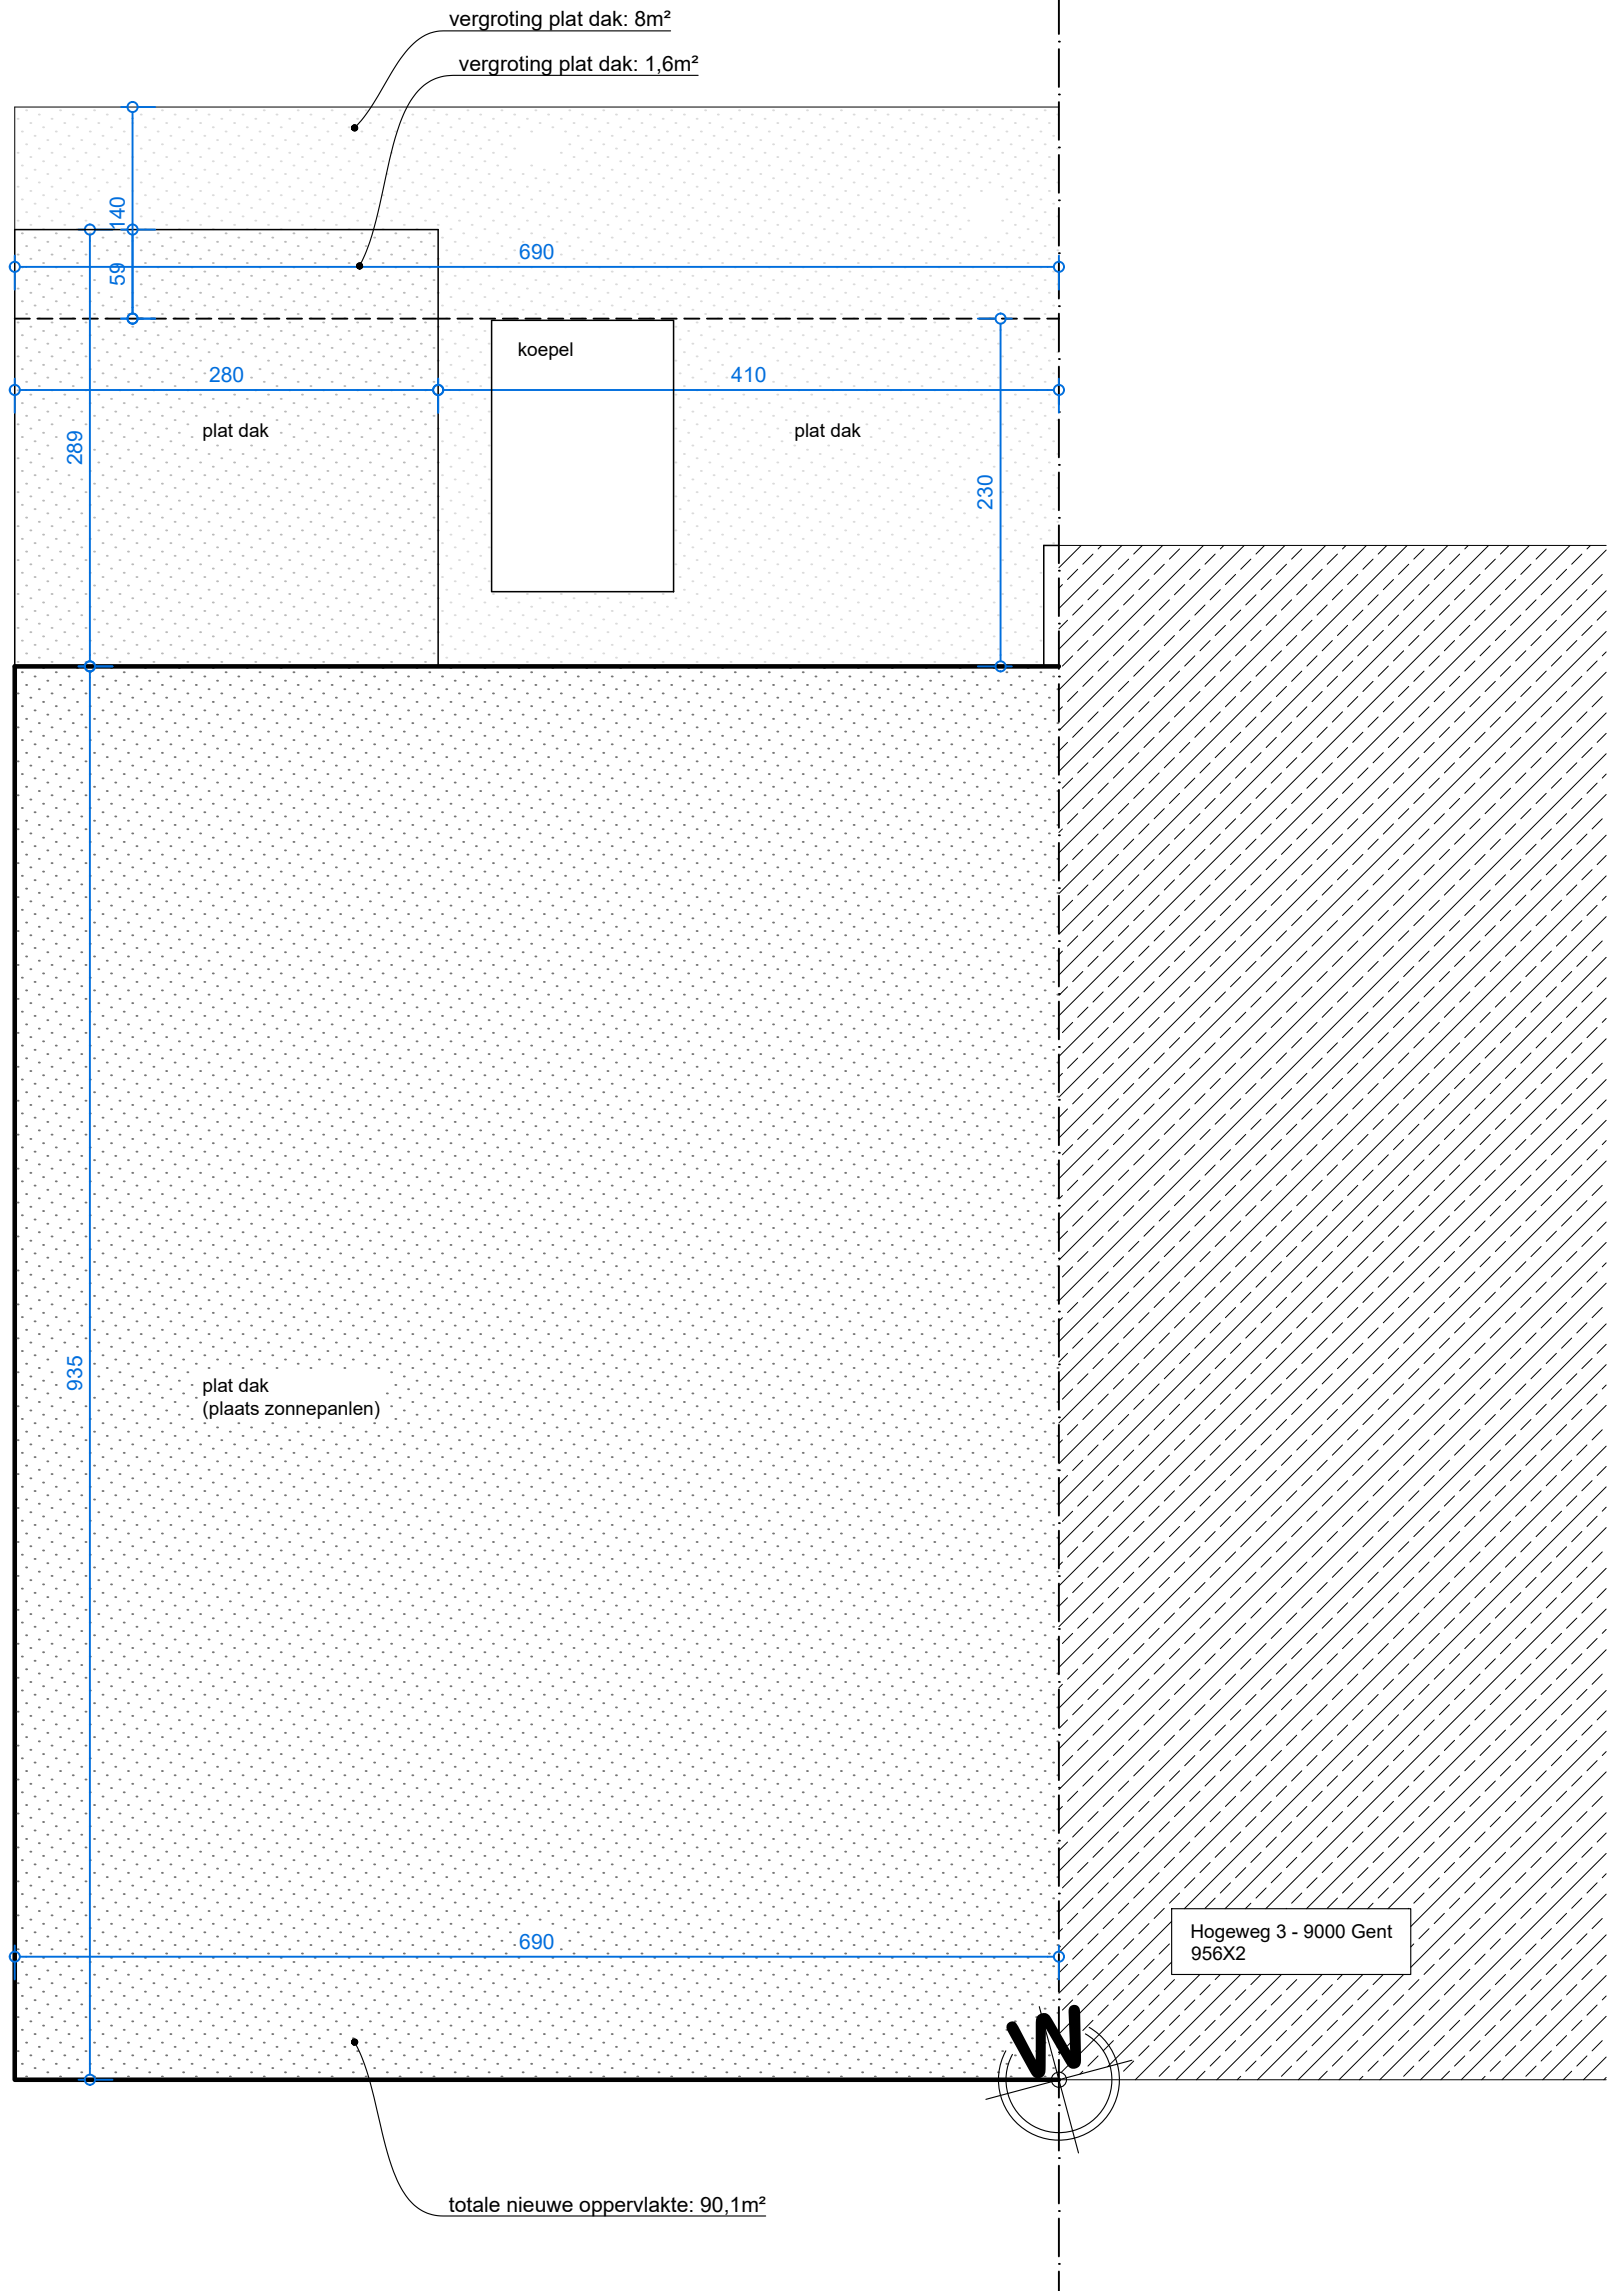 vergroting plat dak: 8m²
vergroting plat dak: 1,6m²
140
59
690
koepel
280
410
plat dak
plat dak
289
230
935
plat dak
(plaats zonnepanlen)
690
Hogeweg 3 - 9000 Gent
956X2
W
totale nieuwe oppervlakte: 90,1m²